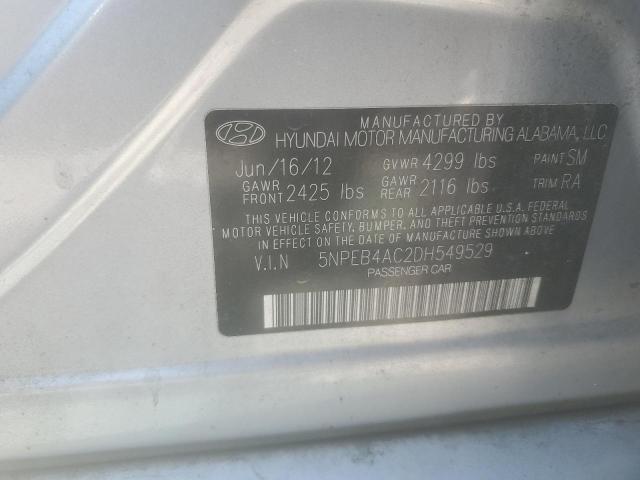 MANUFACTURED BY
HYUNDAI MOTOR MANUFACTURING ALABAMA, LLC
Jun/16/12 GVWR 4299 lbs PAINT SM
GAWR FRONT 2425 lbs GAWR REAR 2116 lbs TRIM RA
THIS VEHICLE CONFORMS TO ALL APPLICABLE U.S.A. FEDERAL
MOTOR VEHICLE SAFETY, BUMPER, AND THEFT PREVENTION
STANDARDS IN EFFECT ON THE DATE OF MANUFACTURE SHOWN ABOVE.
V.I.N 5NPEB4AC2DH549529
PASSENGER CAR